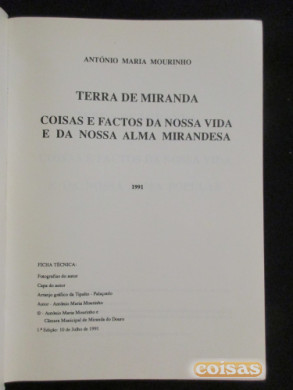 ANTÓNIO MARIA MOURINHO
TERRA DE MIRANDA
COISAS E FACTOS DA NOSSA VIDA
E DA NOSSA ALMA MIRANDESA
1991
FICHA TÉCNICA:
Fotografias do autor
Capa do autor
Arranjo gráfico da Tipalto - Palaçoulo
Autor - António Maria Mourinho
© - António Maria Mourinho e
Câmara Municipal de Miranda do Douro
1.ª Edição: 10 de Julho de 1991
coisas